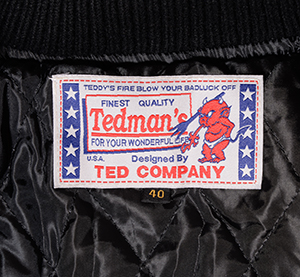 TEDDY'S FIRE BLOW YOUR BADLUCK OFF
FINEST QUALITY
Tedman's
FOR YOUR WONDERFUL
U.S.A.
Designed By
TED COMPANY
40